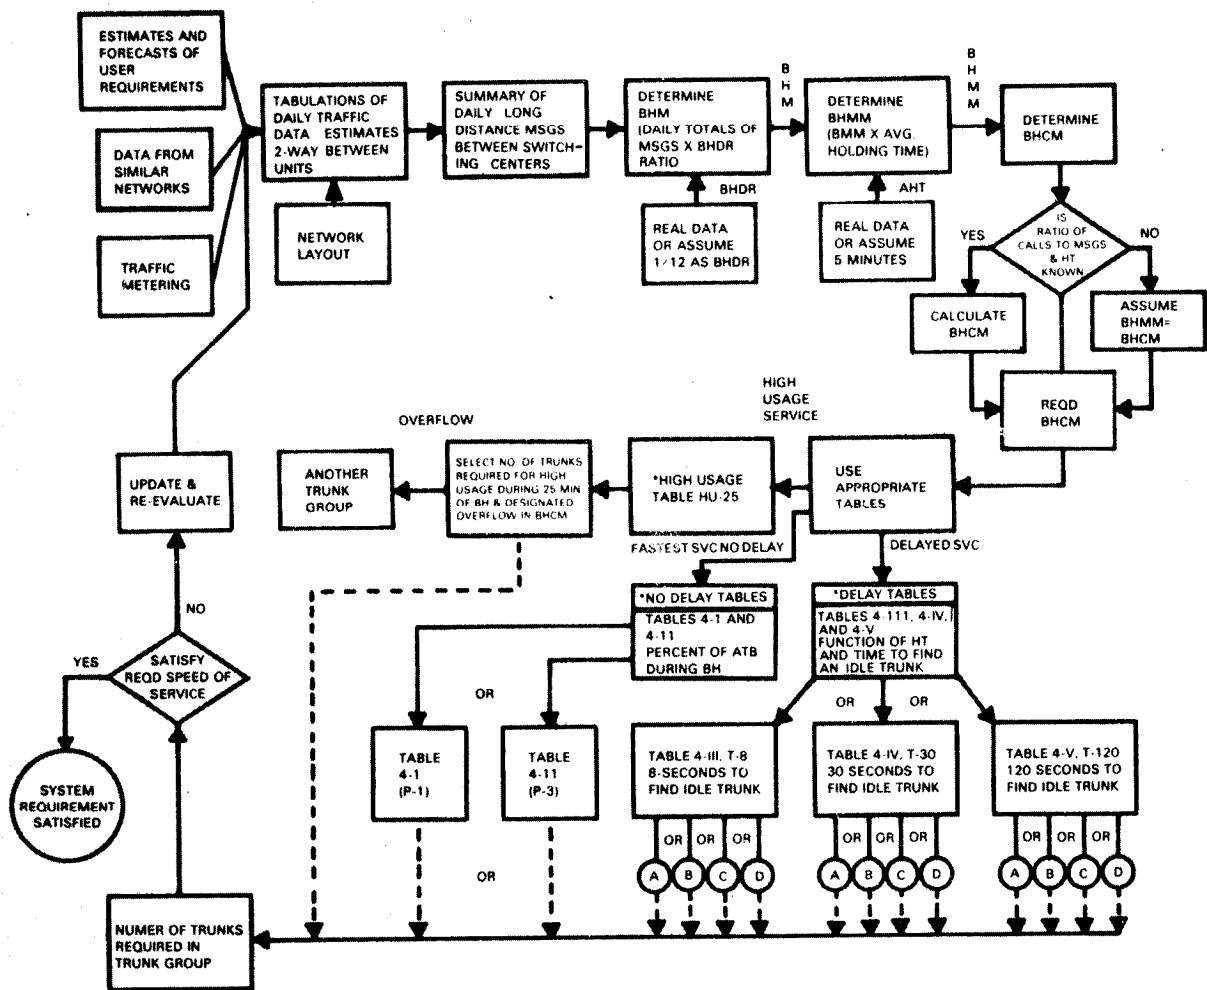 ESTIMATES AND
FORECASTS OF
USER
REQUIREMENTS
DATA FROM
SIMILAR
NETWORKS
TRAFFIC
METERING
TABULATIONS OF
DAILY TRAFFIC
DATA ESTIMATES
2-WAY BETWEEN
UNITS
NETWORK
LAYOUT
SUMMARY OF
DAILY LONG
DISTANCE MSGS
BETWEEN SWITCH-
ING CENTERS
DETERMINE
BHM
(DAILY TOTALS OF
MSGS X BHDR
RATIO
BHDR
REAL DATA
OR ASSUME
1/12 AS BHDR
B
H
M
DETERMINE
BHMM
(BMM X AVG.
HOLDING TIME)
AHT
REAL DATA
OR ASSUME
5 MINUTES
B
H
M
M
DETERMINE
BHCM
IS
RATIO OF
CALLS TO MSGS
& HT
KNOWN
YES
NO
CALCULATE
BHCM
ASSUME
BHMM=
BHCM
REQD
BHCM
HIGH
USAGE
SERVICE
OVERFLOW
USE
APPROPRIATE
TABLES
*HIGH USAGE
TABLE HU-25
SELECT NO. OF TRUNKS
REQUIRED FOR HIGH
USAGE DURING 25 MIN
OF BH & DESIGNATED
OVERFLOW IN BHCM
ANOTHER
TRUNK
GROUP
UPDATE &
RE-EVALUATE
FASTEST SVC NO DELAY
DELAYED SVC
*NO DELAY TABLES
TABLES 4-1 AND
4-11
PERCENT OF ATB
DURING BH
*DELAY TABLES
TABLES 4-111, 4-IV,
AND 4-V
FUNCTION OF HT
AND TIME TO FIND
AN IDLE TRUNK
NO
YES
SATISFY
REQD SPEED OF
SERVICE
SYSTEM
REQUIREMENT
SATISFIED
OR
OR
OR
TABLE
4-1
(P-1)
TABLE
4-11
(P-3)
TABLE 4-III, T-8
8-SECONDS TO
FIND IDLE TRUNK
TABLE 4-IV, T-30
30 SECONDS TO
FIND IDLE TRUNK
TABLE 4-V, T-120
120 SECONDS TO
FIND IDLE TRUNK
OR
OR OR OR
OR OR OR
OR OR OR
A B C D
A B C D
A B C D
NUMER OF TRUNKS
REQUIRED IN
TRUNK GROUP